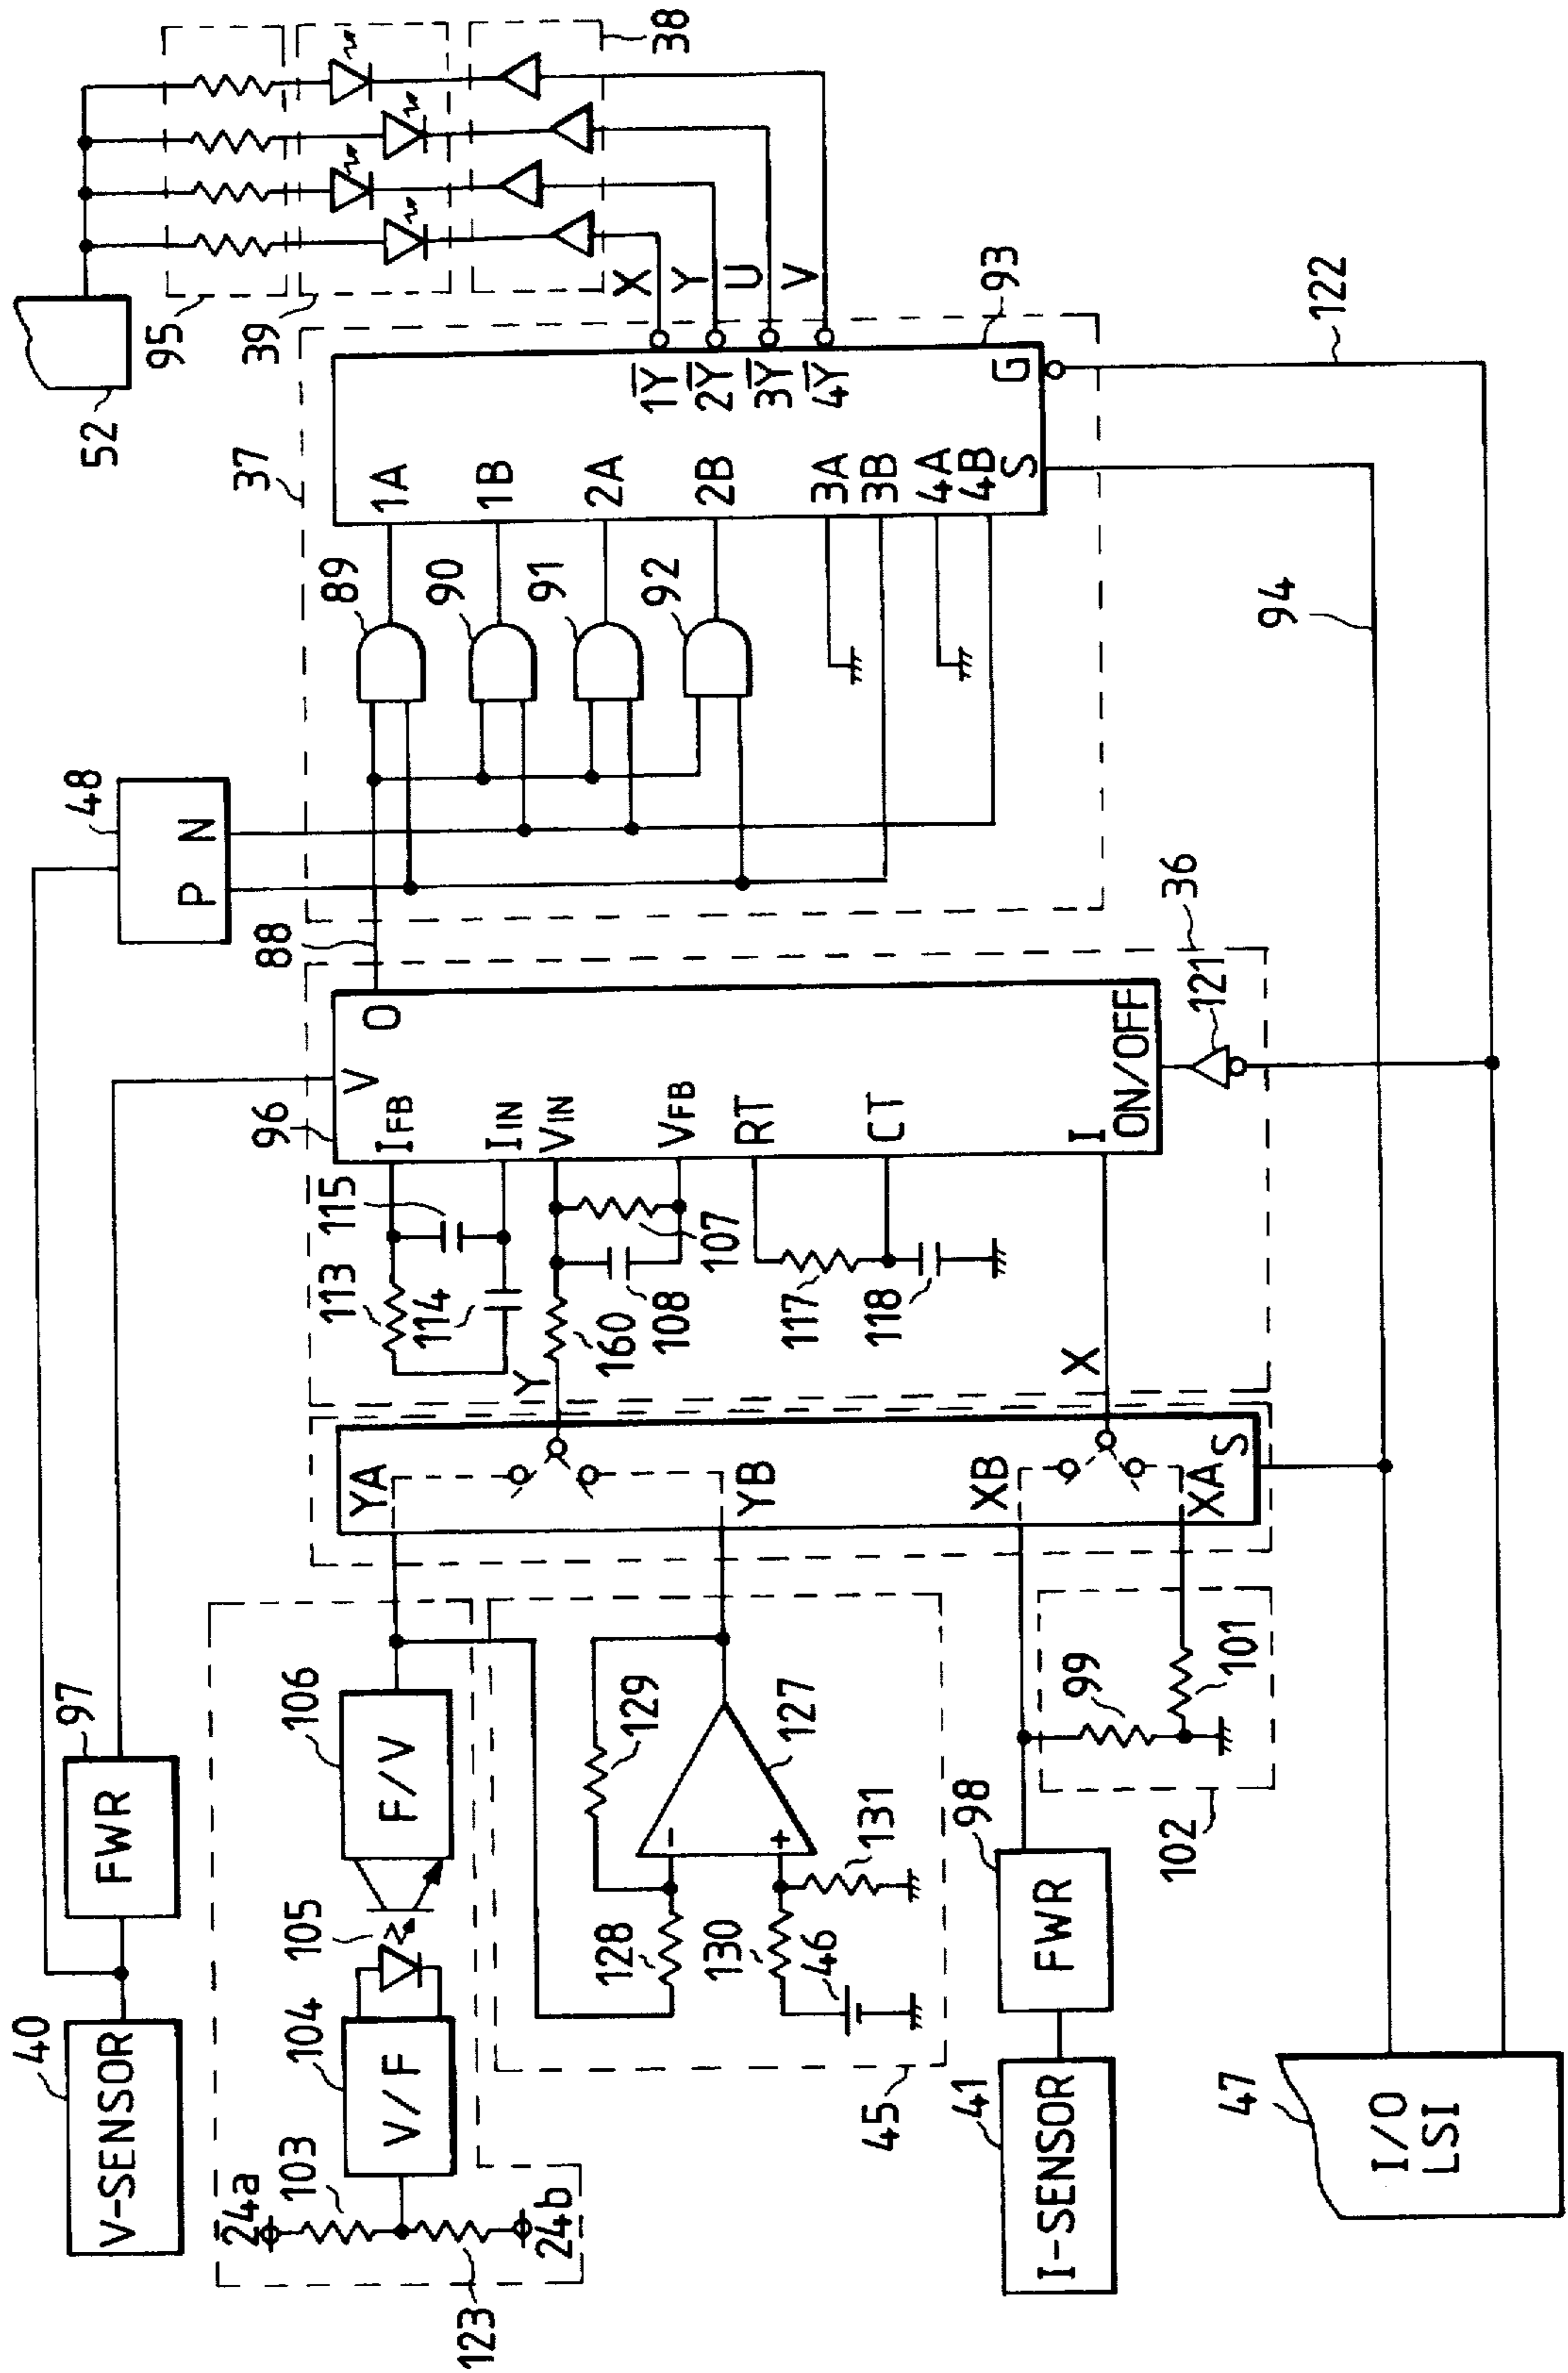 52
95
39
38
37
X
Y
U
V
93
122
1A
1B
2A
2B
3A
3B
4A
4B
S
1Y̅
2Y̅
3Y̅
4Y̅
G
89
90
91
92
94
48
P N
88
36
121
96
V
O
IFB
IIN
VIN
VFB
RT
CT
I
ON/OFF
115
113
114
107
108
160
117
118
Y
X
YA
YB
XB
XA
S
97
FWR
106
F/V
105
104
V/F
103
24a
24b
123
40
V-SENSOR
129
127
128
130
131
46
45
98
FWR
99
101
102
41
I-SENSOR
47
I/O
LSI